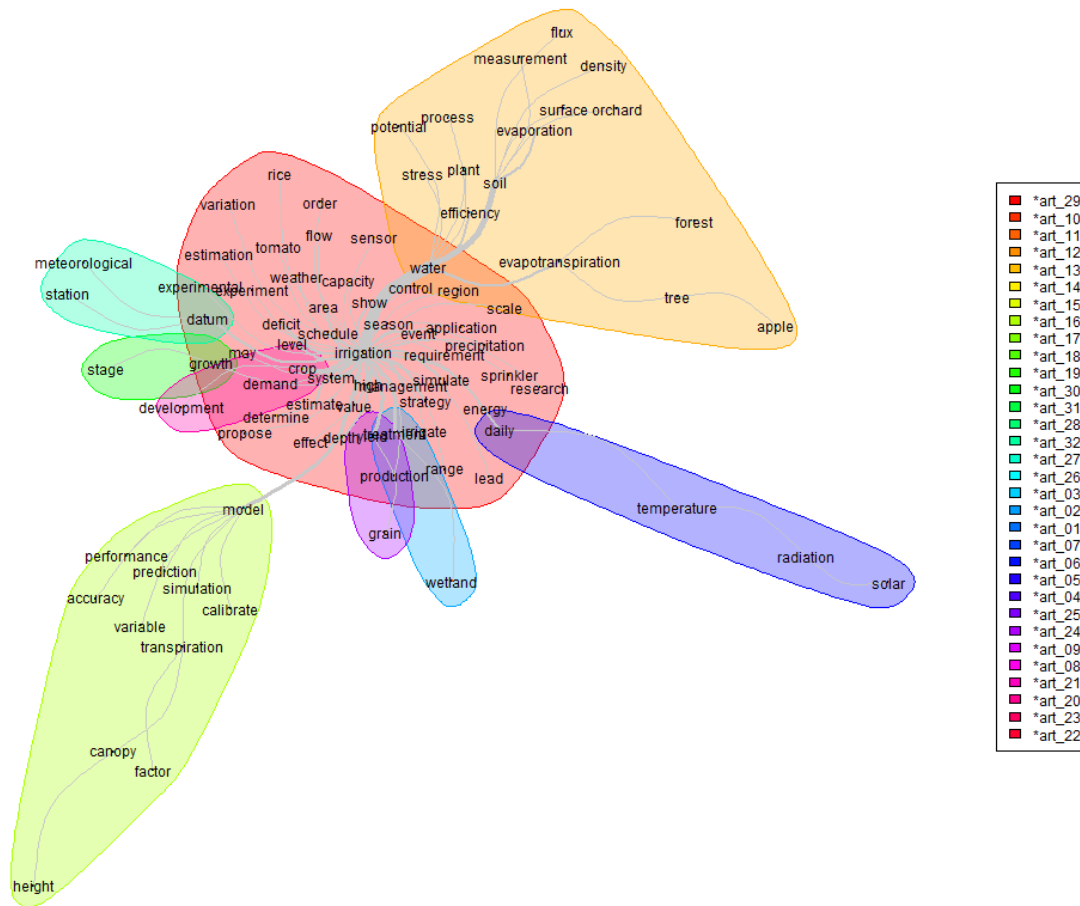 flux
measurement
density
surface orchard
process
potential
evaporation
stress
plant
soil
efficiency
forest
water
evapotranspiration
tree
apple
rice
variation
order
flow
sensor
tomato
estimation
weather
capacity
control
region
experimental
experiment
show
area
scale
meteorological
station
datum
deficit
schedule
season
event
application
level
precipitation
may
irrigation
requirement
stage
growth
crop
system
high
management
simulate
sprinkler
research
demand
development
estimate
value
strategy
energy
determine
propose
effect
depth
yield
treatment
irrigate
daily
production
range
lead
grain
wetland
temperature
radiation
solar
model
performance
prediction
accuracy
simulation
variable
calibrate
transpiration
canopy
factor
height
*art_29
*art_10
*art_11
*art_12
*art_13
*art_14
*art_15
*art_16
*art_17
*art_18
*art_19
*art_30
*art_31
*art_28
*art_32
*art_27
*art_26
*art_03
*art_02
*art_01
*art_07
*art_06
*art_05
*art_04
*art_25
*art_24
*art_09
*art_08
*art_21
*art_20
*art_23
*art_22